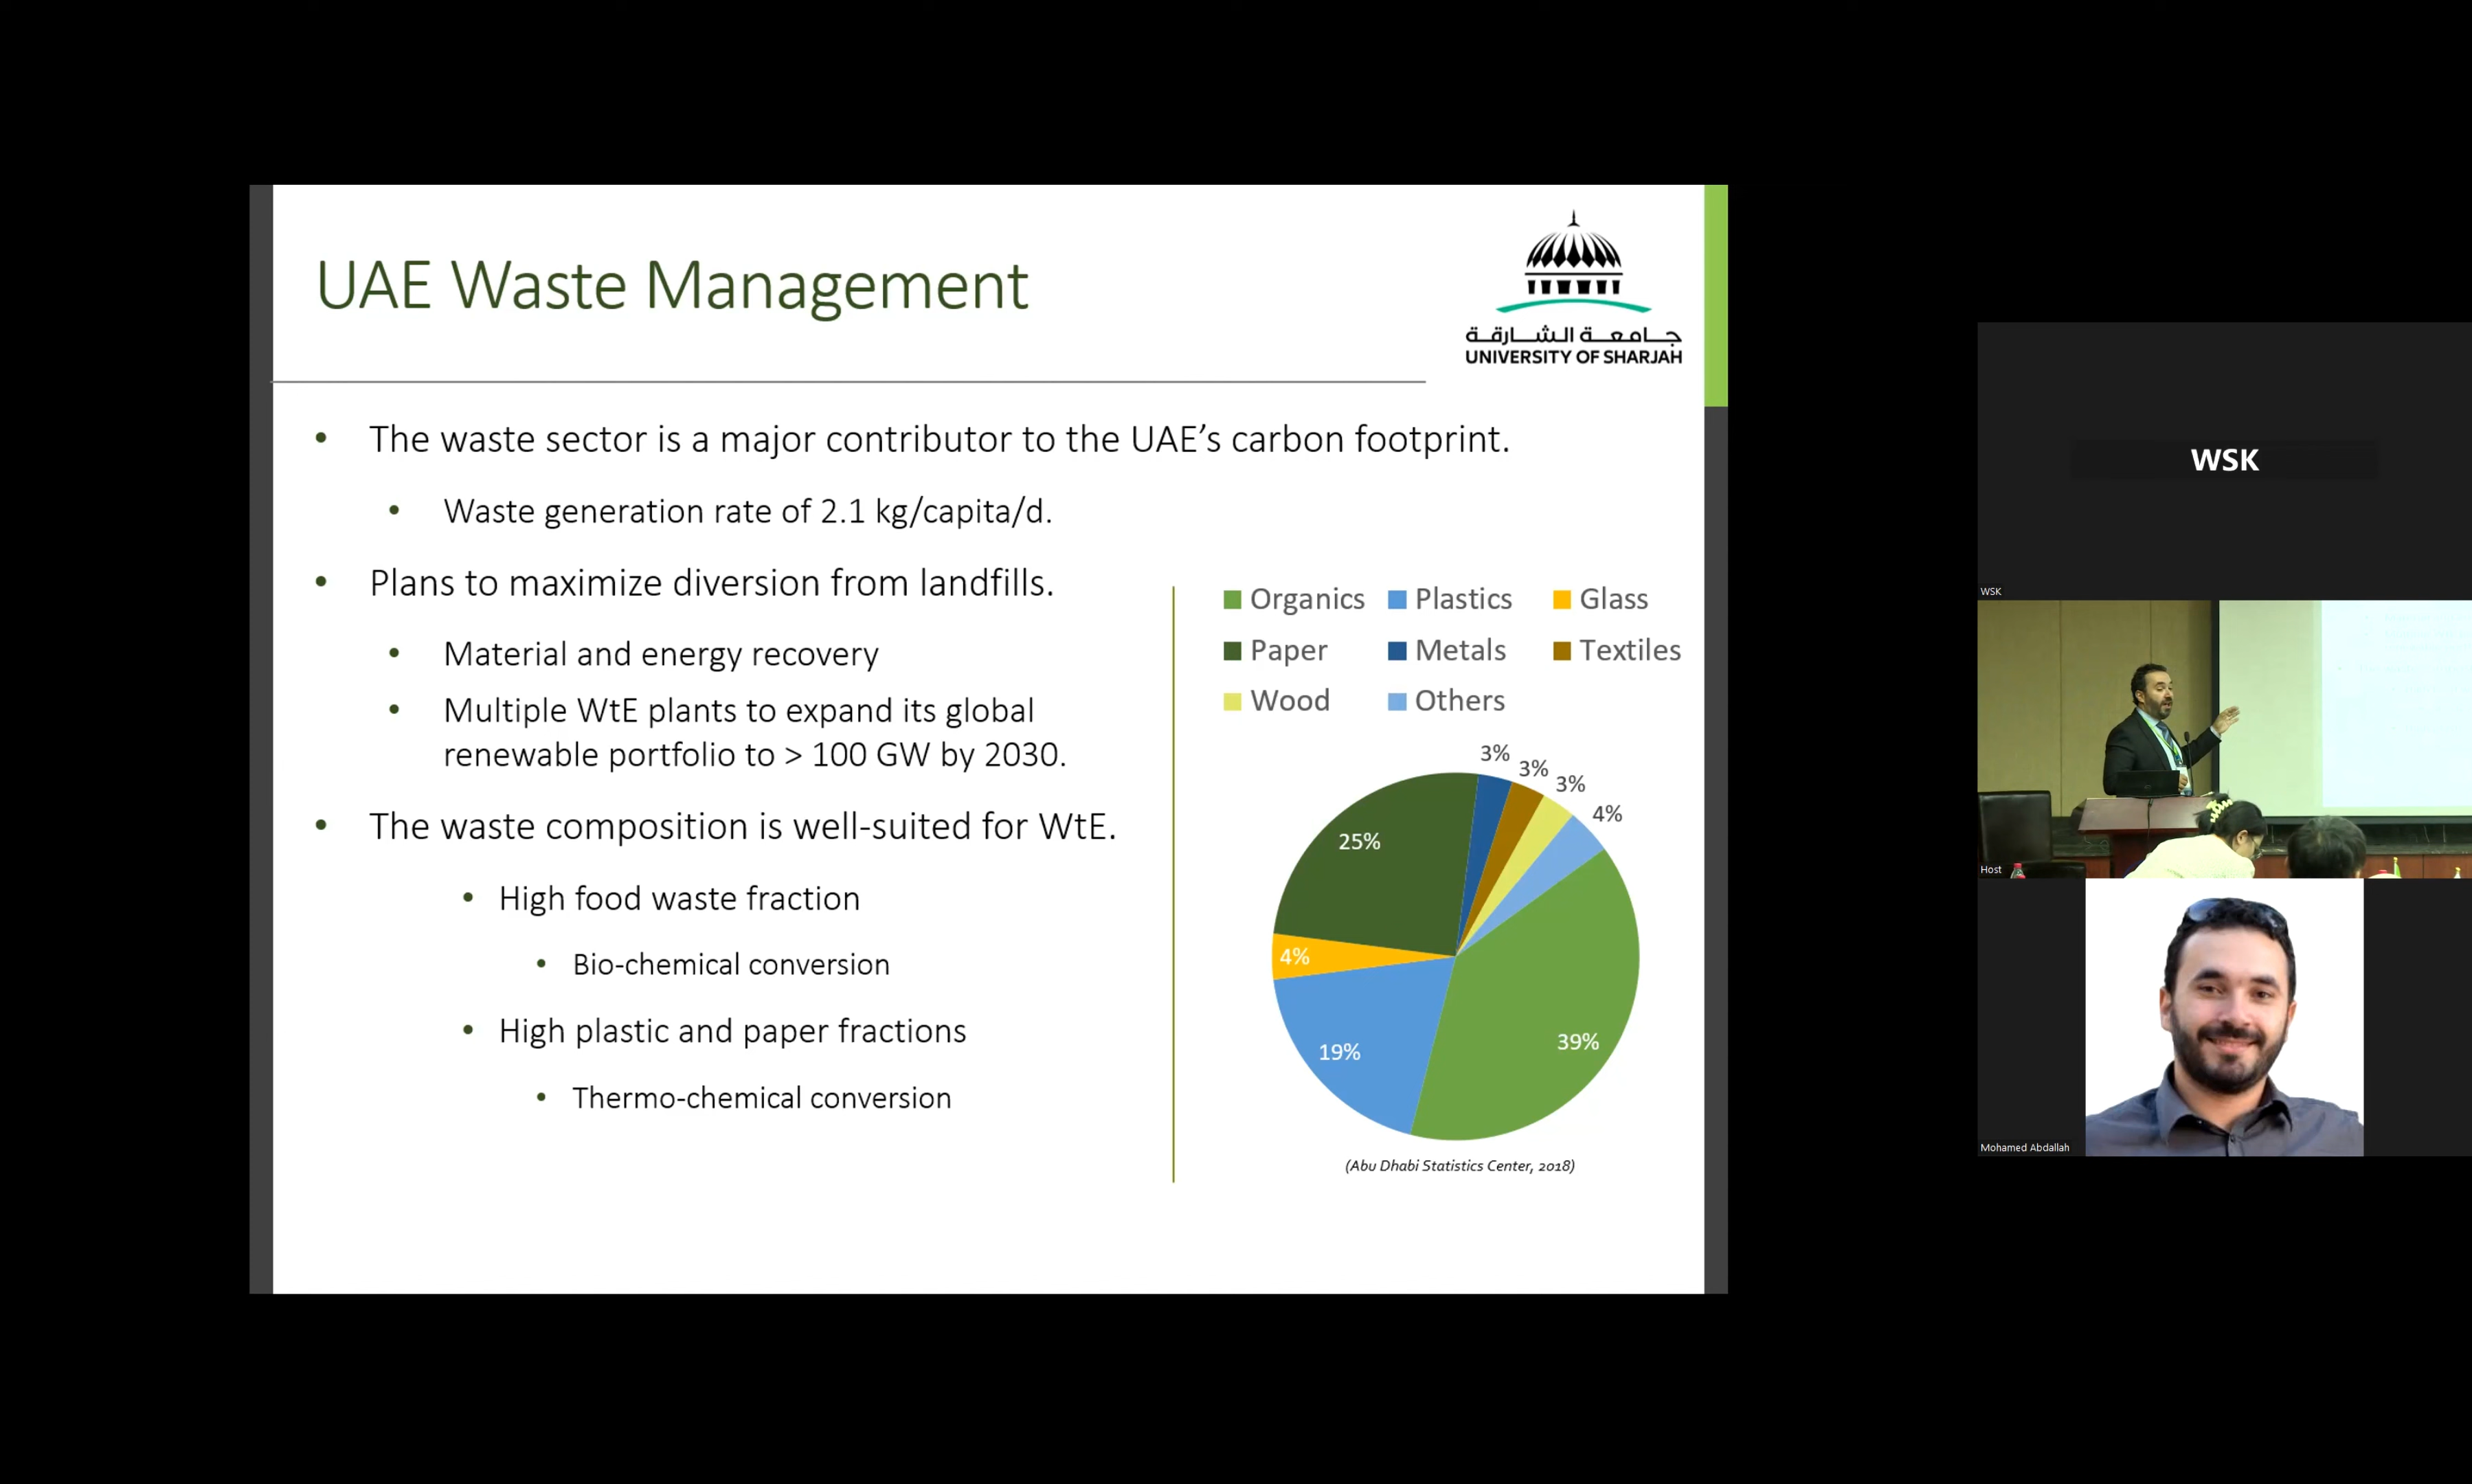 UAE Waste Management
جامعة الشارقة
UNIVERSITY OF SHARJAH
• The waste sector is a major contributor to the UAE’s carbon footprint.
• Waste generation rate of 2.1 kg/capita/d.
• Plans to maximize diversion from landfills.
• Material and energy recovery
• Multiple WtE plants to expand its global
renewable portfolio to > 100 GW by 2030.
• The waste composition is well-suited for WtE.
• High food waste fraction
• Bio-chemical conversion
• High plastic and paper fractions
• Thermo-chemical conversion
Organics Plastics Glass
Paper Metals Textiles
Wood Others
3%
3%
3%
4%
25%
4%
19%
39%
(Abu Dhabi Statistics Center, 2018)
WSK
WSK
Host
Mohamed Abdallah